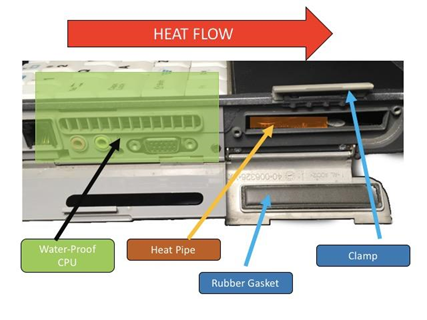 HEAT FLOW
Water-Proof
CPU
Heat Pipe
Rubber Gasket
Clamp